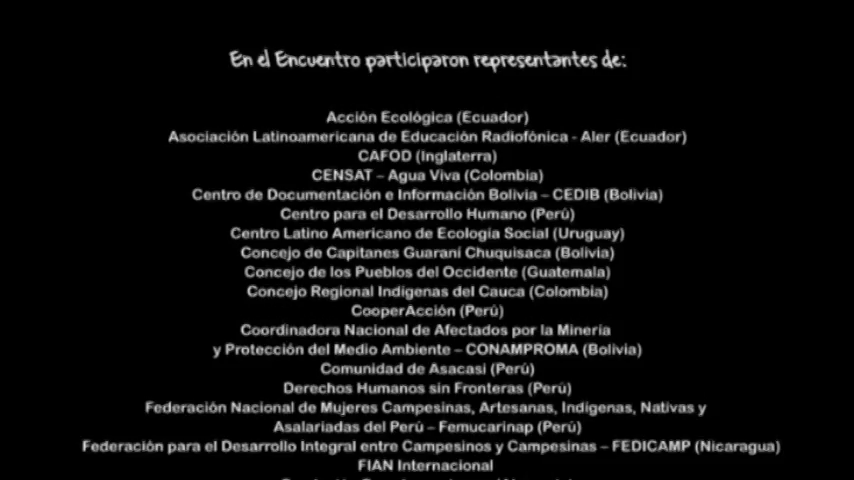 En el Encuentro participaron representantes de:
Acción Ecológica (Ecuador)
Asociación Latinoamericana de Educación Radiofónica - Aler (Ecuador)
CAFOD (Inglaterra)
CENSAT – Agua Viva (Colombia)
Centro de Documentación e Información Bolivia – CEDIB (Bolivia)
Centro para el Desarrollo Humano (Perú)
Centro Latino Americano de Ecología Social (Uruguay)
Concejo de Capitanes Guaraní Chuquisaca (Bolivia)
Concejo de los Pueblos del Occidente (Guatemala)
Concejo Regional Indígenas del Cauca (Colombia)
CooperAcción (Perú)
Coordinadora Nacional de Afectados por la Minería
y Protección del Medio Ambiente – CONAMPROMA (Bolivia)
Comunidad de Asacasi (Perú)
Derechos Humanos sin Fronteras (Perú)
Federación Nacional de Mujeres Campesinas, Artesanas, Indígenas, Nativas y
Asalariadas del Perú – Femucarinap (Perú)
Federación para el Desarrollo Integral entre Campesinos y Campesinas – FEDICAMP (Nicaragua)
FIAN Internacional